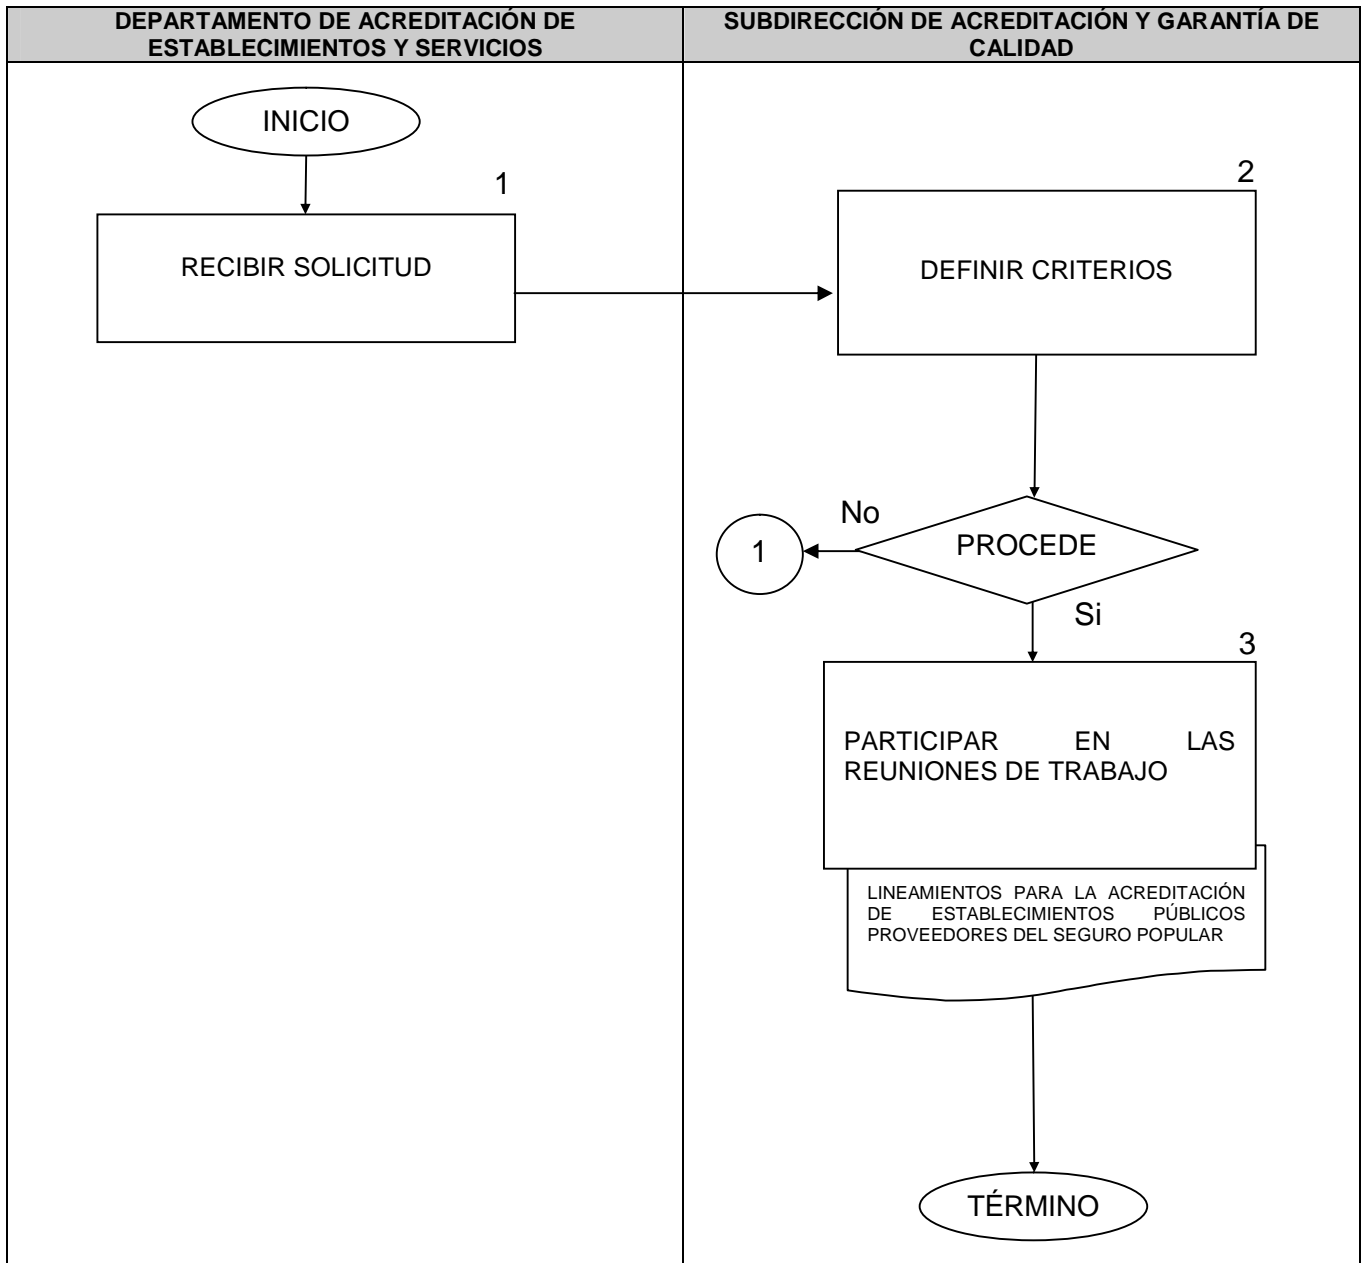 DEPARTAMENTO DE ACREDITACIÓN DE
ESTABLECIMIENTOS Y SERVICIOS
SUBDIRECCIÓN DE ACREDITACIÓN Y GARANTÍA DE
CALIDAD
INICIO
1
RECIBIR SOLICITUD
2
DEFINIR CRITERIOS
No
1
PROCEDE
Si
3
PARTICIPAR EN LAS
REUNIONES DE TRABAJO
LINEAMIENTOS PARA LA ACREDITACIÓN
DE ESTABLECIMIENTOS PÚBLICOS
PROVEEDORES DEL SEGURO POPULAR
TÉRMINO